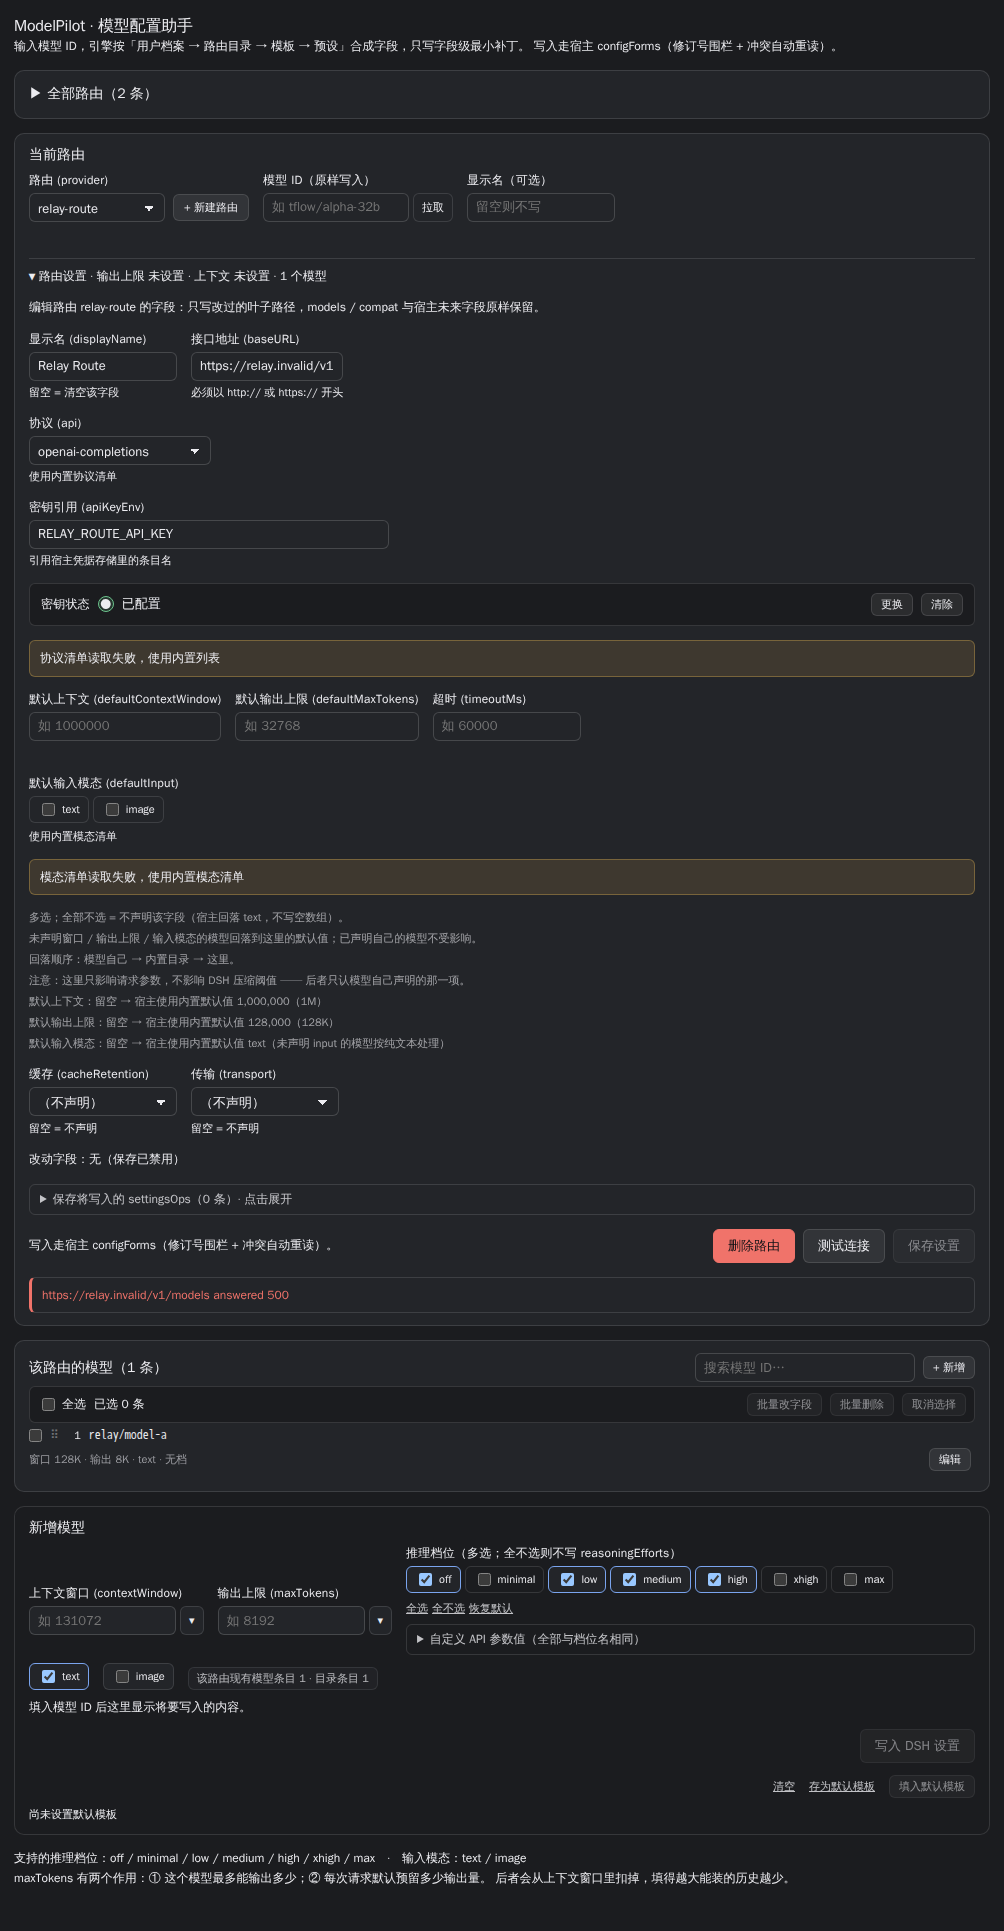 ModelPilot · 模型配置助手
输入模型 ID，引擎按「用户档案 → 路由目录 → 模板 → 预设」合成字段，只写字段级最小补丁。 写入走宿主 configForms（修订号围栏 + 冲突自动重读）。
▶ 全部路由（2 条）
当前路由
路由 (provider) 模型 ID（原样写入） 显示名（可选）
relay-route + 新建路由 如 tflow/alpha-32b 拉取 留空则不写
▼ 路由设置 · 输出上限 未设置 · 上下文 未设置 · 1 个模型
编辑路由 relay-route 的字段：只写改过的叶子路径，models / compat 与宿主未来字段原样保留。
显示名 (displayName) 接口地址 (baseURL)
Relay Route https://relay.invalid/v1
留空 = 清空该字段 必须以 http:// 或 https:// 开头
协议 (api)
openai-completions
使用内置协议清单
密钥引用 (apiKeyEnv)
RELAY_ROUTE_API_KEY
引用宿主凭据存储里的条目名
密钥状态 已配置 更换 清除
协议清单读取失败，使用内置列表
默认上下文 (defaultContextWindow) 默认输出上限 (defaultMaxTokens) 超时 (timeoutMs)
如 1000000 如 32768 如 60000
默认输入模态 (defaultInput)
text image
使用内置模态清单
模态清单读取失败，使用内置模态清单
多选；全部不选 = 不声明该字段（宿主回落 text，不写空数组）。
未声明窗口 / 输出上限 / 输入模态的模型回落到这里的默认值；已声明自己的模型不受影响。
回落顺序：模型自己 → 内置目录 → 这里。
注意：这里只影响请求参数，不影响 DSH 压缩阈值 —— 后者只认模型自己声明的那一项。
默认上下文：留空 → 宿主使用内置默认值 1,000,000（1M）
默认输出上限：留空 → 宿主使用内置默认值 128,000（128K）
默认输入模态：留空 → 宿主使用内置默认值 text（未声明 input 的模型按纯文本处理）
缓存 (cacheRetention) 传输 (transport)
（不声明） （不声明）
留空 = 不声明 留空 = 不声明
改动字段：无（保存已禁用）
▶ 保存将写入的 settingsOps（0 条）· 点击展开
写入走宿主 configForms（修订号围栏 + 冲突自动重读）。 删除路由 测试连接 保存设置
https://relay.invalid/v1/models answered 500
该路由的模型（1 条） 搜索模型 ID… + 新增
全选 已选 0 条 批量改字段 批量删除 取消选择
⠿ 1 relay/model-a
窗口 128K · 输出 8K · text · 无档 编辑
新增模型
推理档位（多选；全不选则不写 reasoningEfforts）
off minimal low medium high xhigh max
上下文窗口 (contextWindow) 输出上限 (maxTokens)
如 131072 ▼ 如 8192 ▼
全选 全不选 恢复默认
▶ 自定义 API 参数值（全部与档位名相同）
text image 该路由现有模型条目 1 · 目录条目 1
填入模型 ID 后这里显示将要写入的内容。
写入 DSH 设置
清空 存为默认模板 填入默认模板
尚未设置默认模板
支持的推理档位：off / minimal / low / medium / high / xhigh / max · 输入模态：text / image
maxTokens 有两个作用：① 这个模型最多能输出多少；② 每次请求默认预留多少输出量。 后者会从上下文窗口里扣掉，填得越大能装的历史越少。